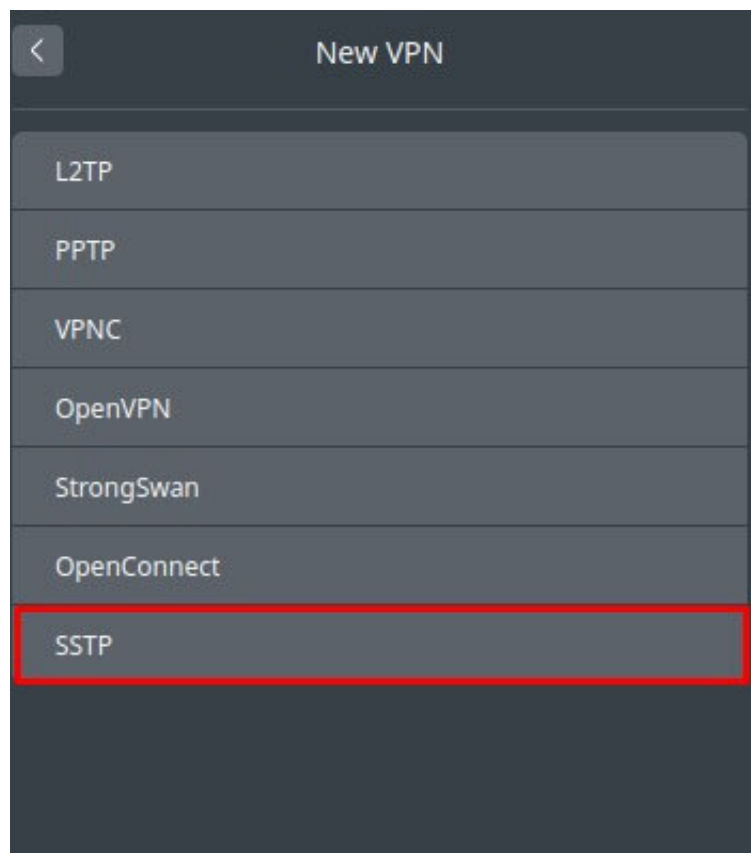 New VPN
L2TP
PPTP
VPNC
OpenVPN
StrongSwan
OpenConnect
SSTP